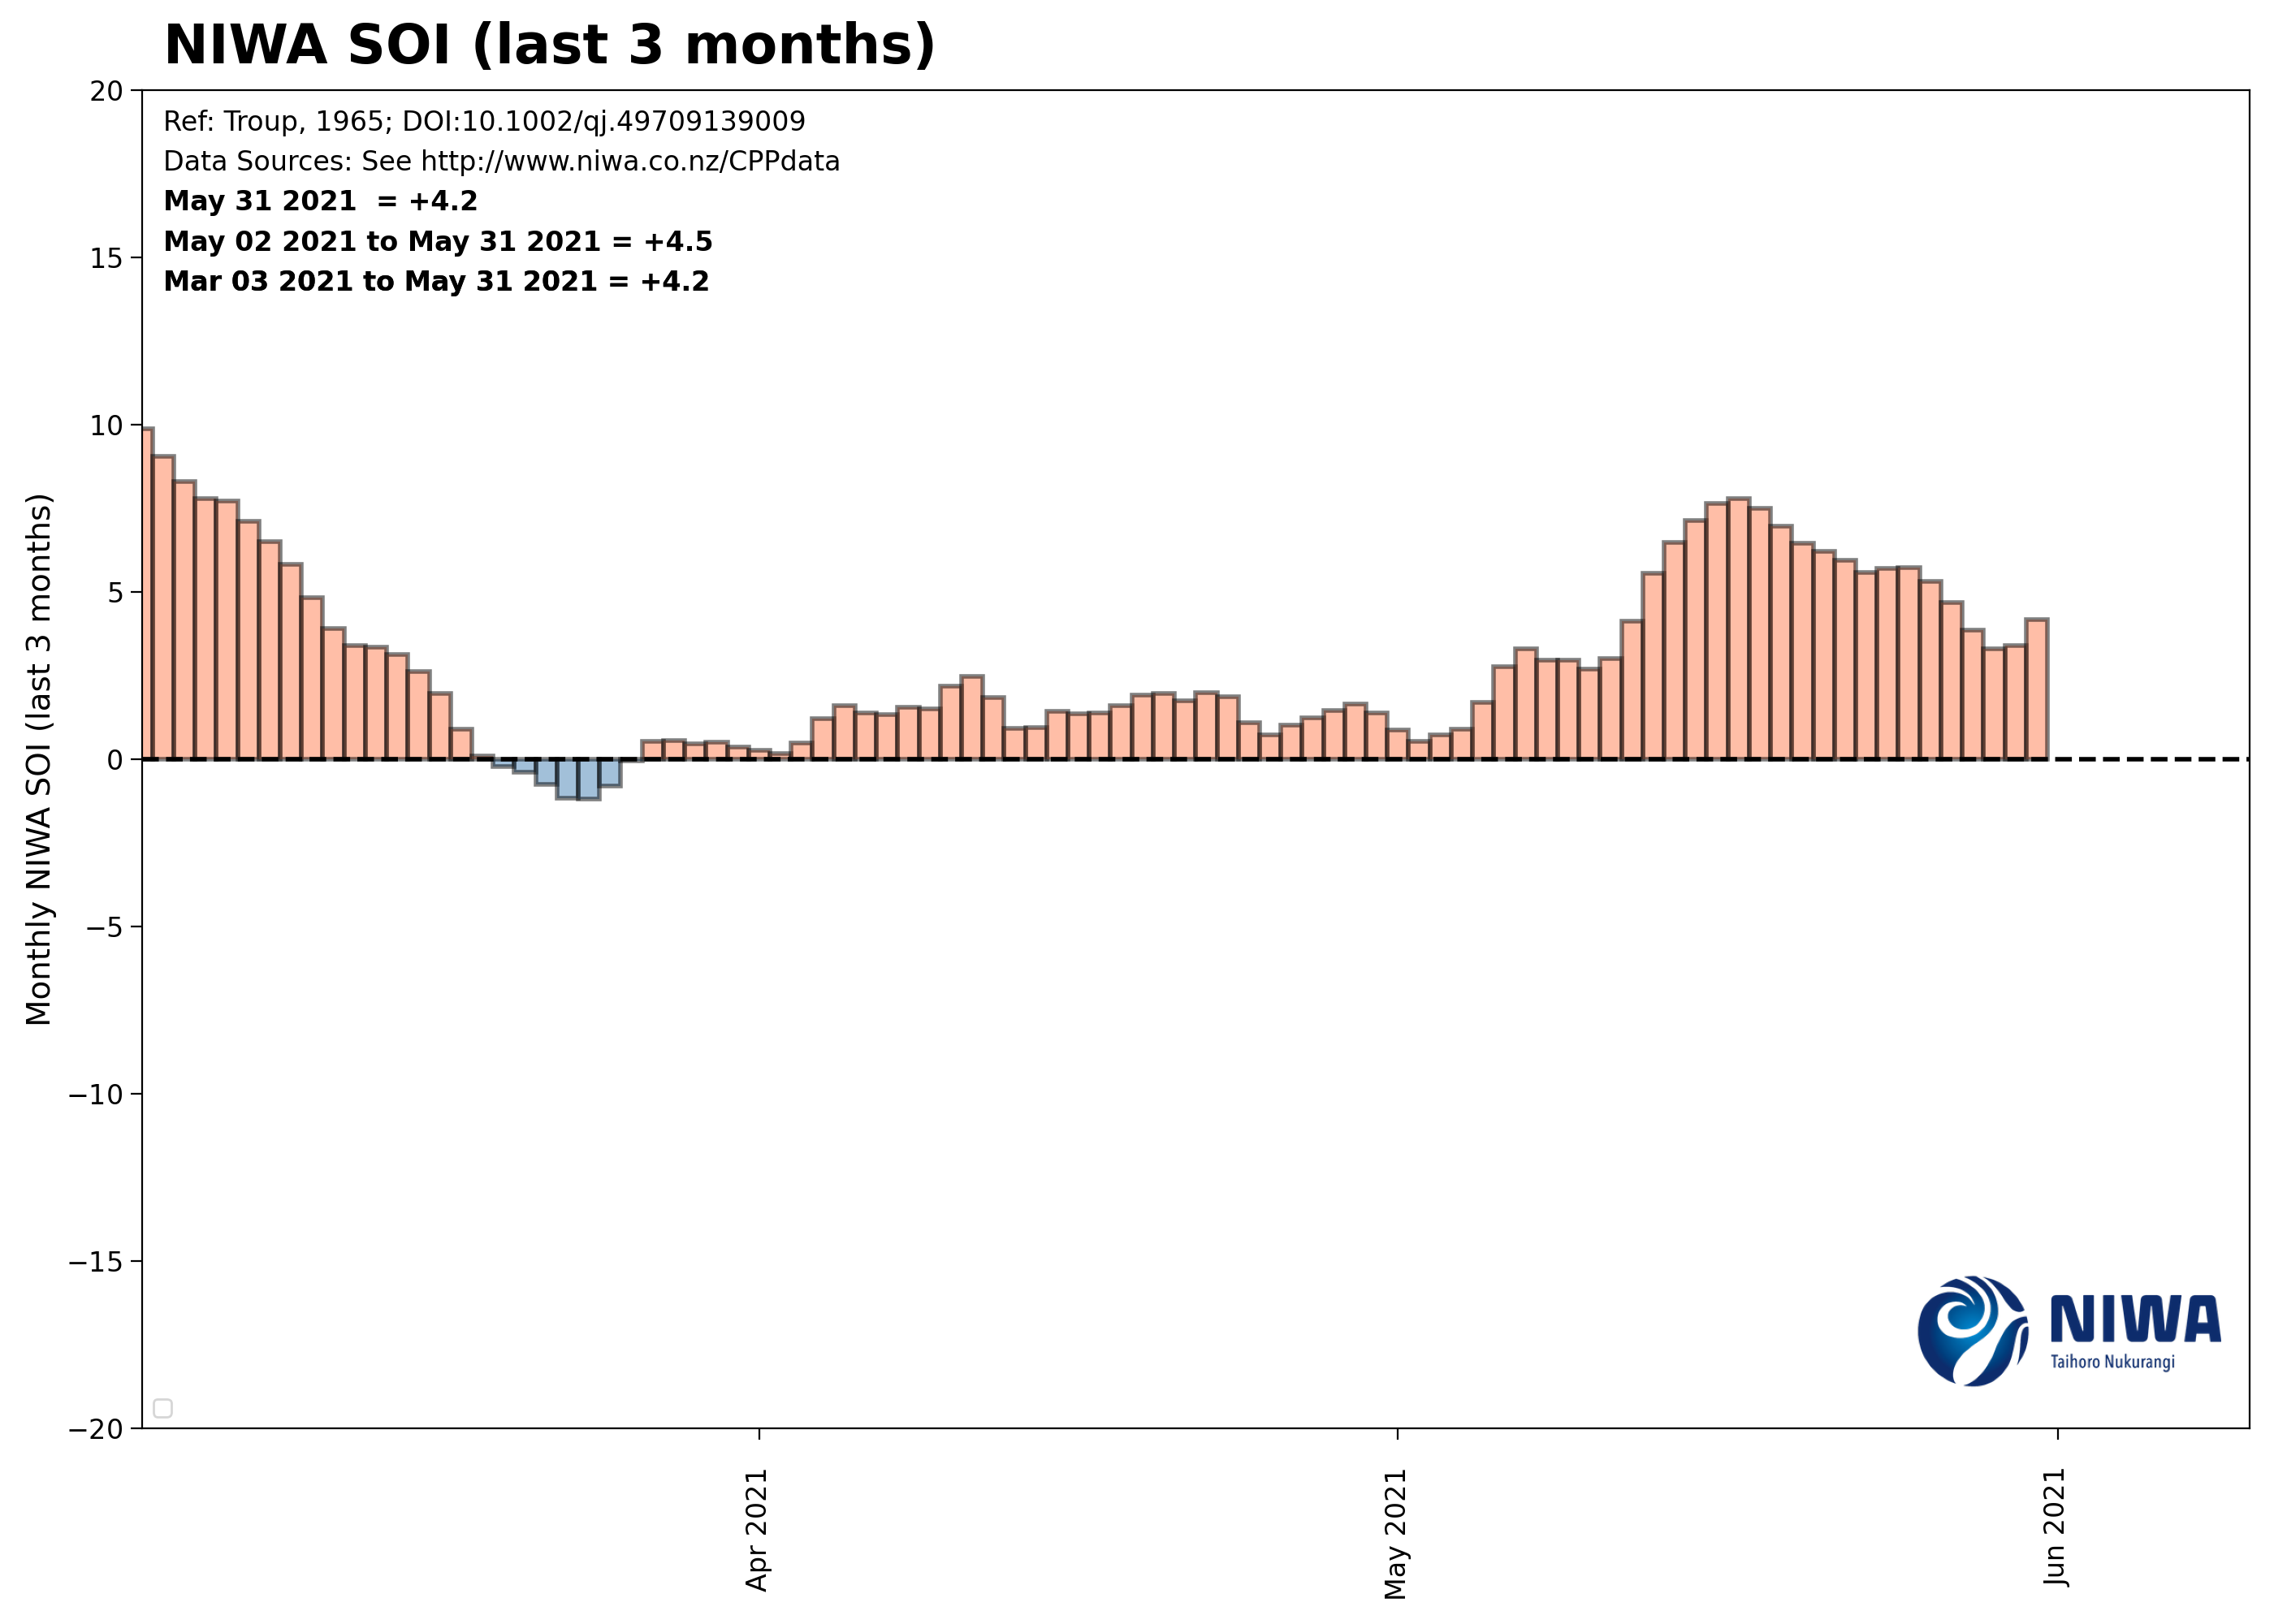 NIWA SOI (last 3 months)
Ref: Troup, 1965; DOI:10.1002/qj.49709139009
Data Sources: See http://www.niwa.co.nz/CPPdata
May 31 2021  = +4.2
May 02 2021 to May 31 2021 = +4.5
Mar 03 2021 to May 31 2021 = +4.2
Monthly NIWA SOI (last 3 months)
20
15
10
5
0
−5
−10
−15
−20
Apr 2021
May 2021
Jun 2021
NIWA
Taihoro Nukurangi